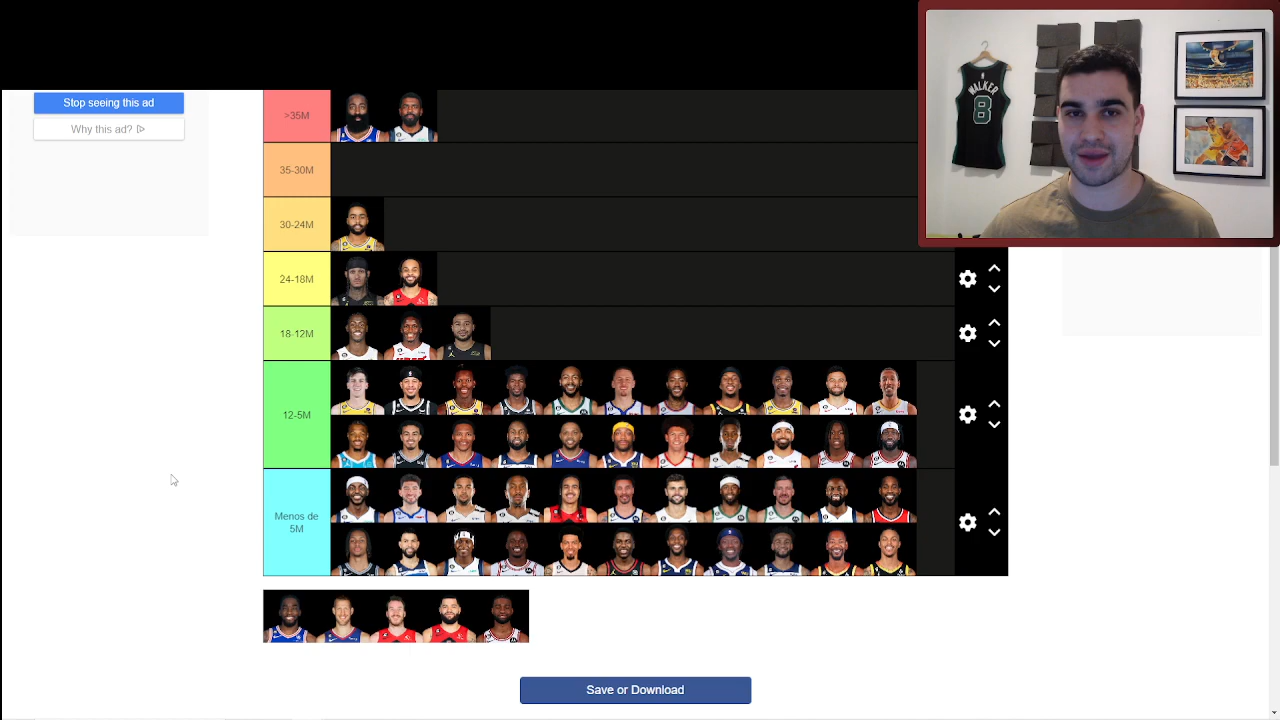 Stop seeing this ad
Why this ad?
>35M
35-30M
30-24M
24-18M
18-12M
12-5M
Menos de
5M
Save or Download
WALKER
8